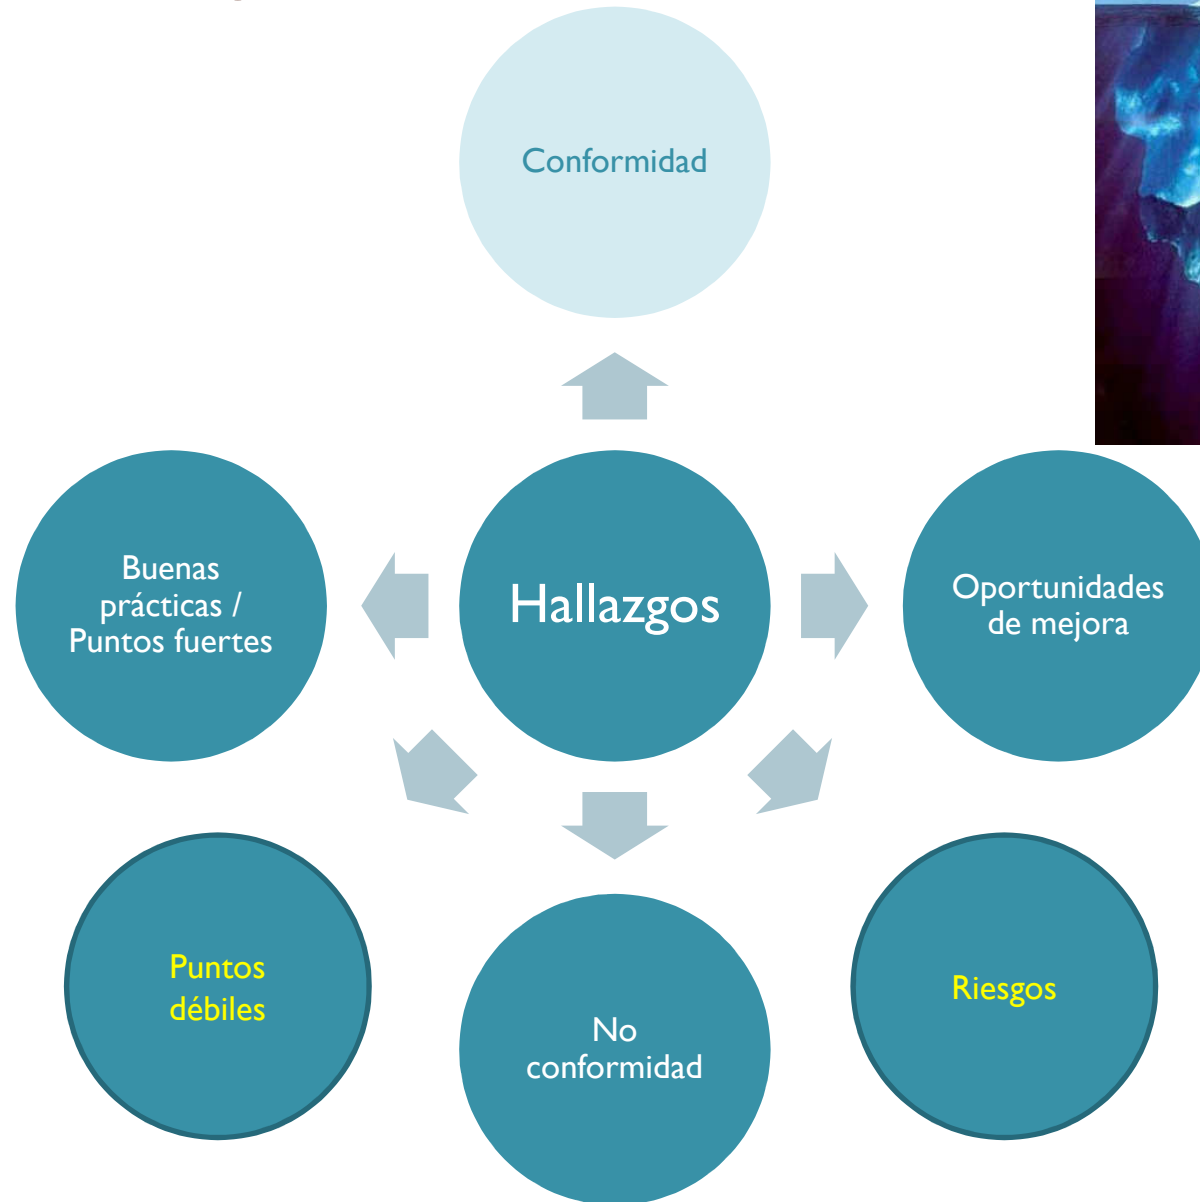 Conformidad
Buenas
prácticas /
Puntos fuertes
Hallazgos
Oportunidades
de mejora
Puntos
débiles
No
conformidad
Riesgos